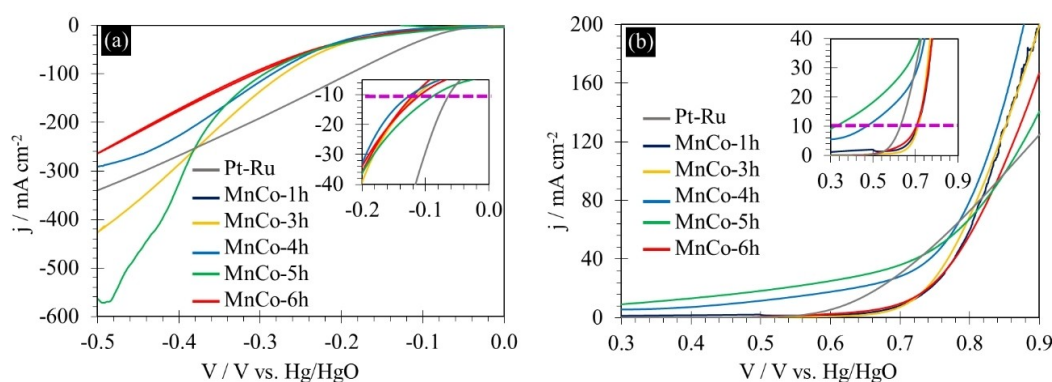 (a)
0
-100
-200
-300
-400
-500
-600
j / mA cm-2
-0.5 -0.4 -0.3 -0.2 -0.1 0.0
V / V vs. Hg/HgO
Pt-Ru
MnCo-1h
MnCo-3h
MnCo-4h
MnCo-5h
MnCo-6h
-10
-20
-30
-40
-0.2 -0.1 0.0
(b)
200
160
120
80
40
0
j / mA cm-2
0.3 0.4 0.5 0.6 0.7 0.8 0.9
V / V vs. Hg/HgO
Pt-Ru
MnCo-1h
MnCo-3h
MnCo-4h
MnCo-5h
MnCo-6h
40
30
20
10
0
0.3 0.5 0.7 0.9